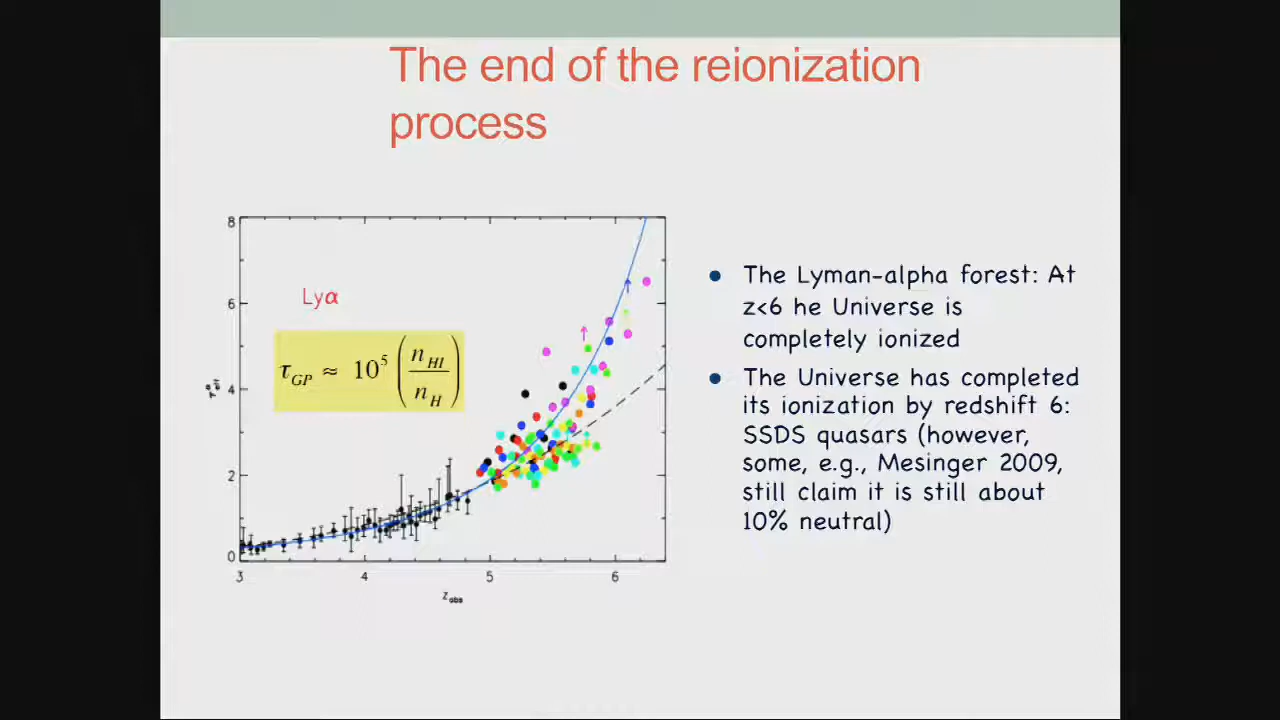 The end of the reionization
process
8
6
4
2
0
3
4
5
6
z_obs
Lyα
τ_GP ≈ 10^5 (n_HI / n_H)
The Lyman-alpha forest: At
z<6 he Universe is
completely ionized
The Universe has completed
its ionization by redshift 6:
SSDS quasars (however,
some, e.g., Mesinger 2009,
still claim it is still about
10% neutral)